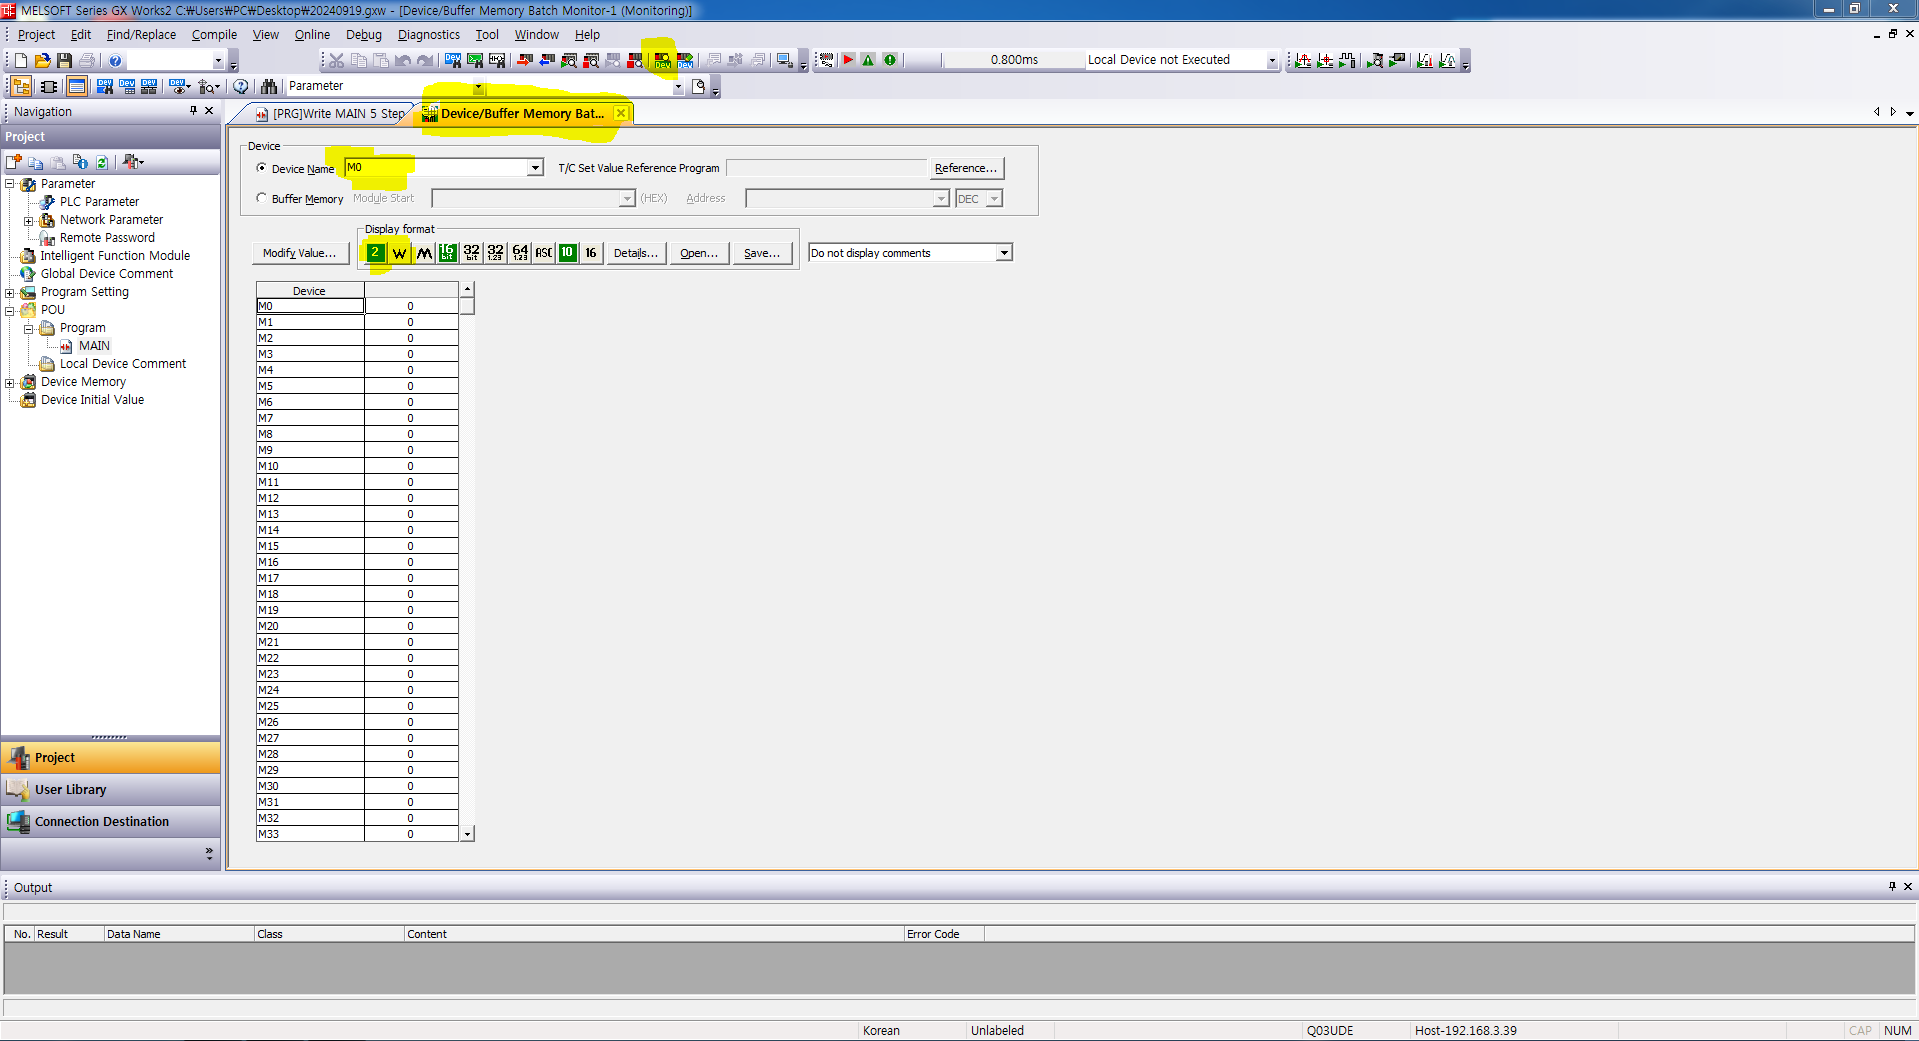 MELSOFT Series GX Works2 C:₩Users₩PC₩Desktop₩20240919.gxw - [Device/Buffer Memory Batch Monitor-1 (Monitoring)]
Project Edit Find/Replace Compile View Online Debug Diagnostics Tool Window Help
0.800ms Local Device not Executed
Parameter
Navigation
[PRG]Write MAIN 5 Step
Device/Buffer Memory Bat...
Project
Parameter
PLC Parameter
Network Parameter
Remote Password
Intelligent Function Module
Global Device Comment
Program Setting
POU
Program
MAIN
Local Device Comment
Device Memory
Device Initial Value
Project
User Library
Connection Destination
Device
Device Name M0 T/C Set Value Reference Program Reference...
Buffer Memory Module Start (HEX) Address DEC
Display format
Modify Value... 2 W M 16 bit 32 bit 32 1.23 64 1.23 ASC 10 16 Details... Open... Save... Do not display comments
Device
M0 0
M1 0
M2 0
M3 0
M4 0
M5 0
M6 0
M7 0
M8 0
M9 0
M10 0
M11 0
M12 0
M13 0
M14 0
M15 0
M16 0
M17 0
M18 0
M19 0
M20 0
M21 0
M22 0
M23 0
M24 0
M25 0
M26 0
M27 0
M28 0
M29 0
M30 0
M31 0
M32 0
M33 0
Output
No. Result Data Name Class Content Error Code
Korean Unlabeled Q03UDE Host-192.168.3.39 CAP NUM